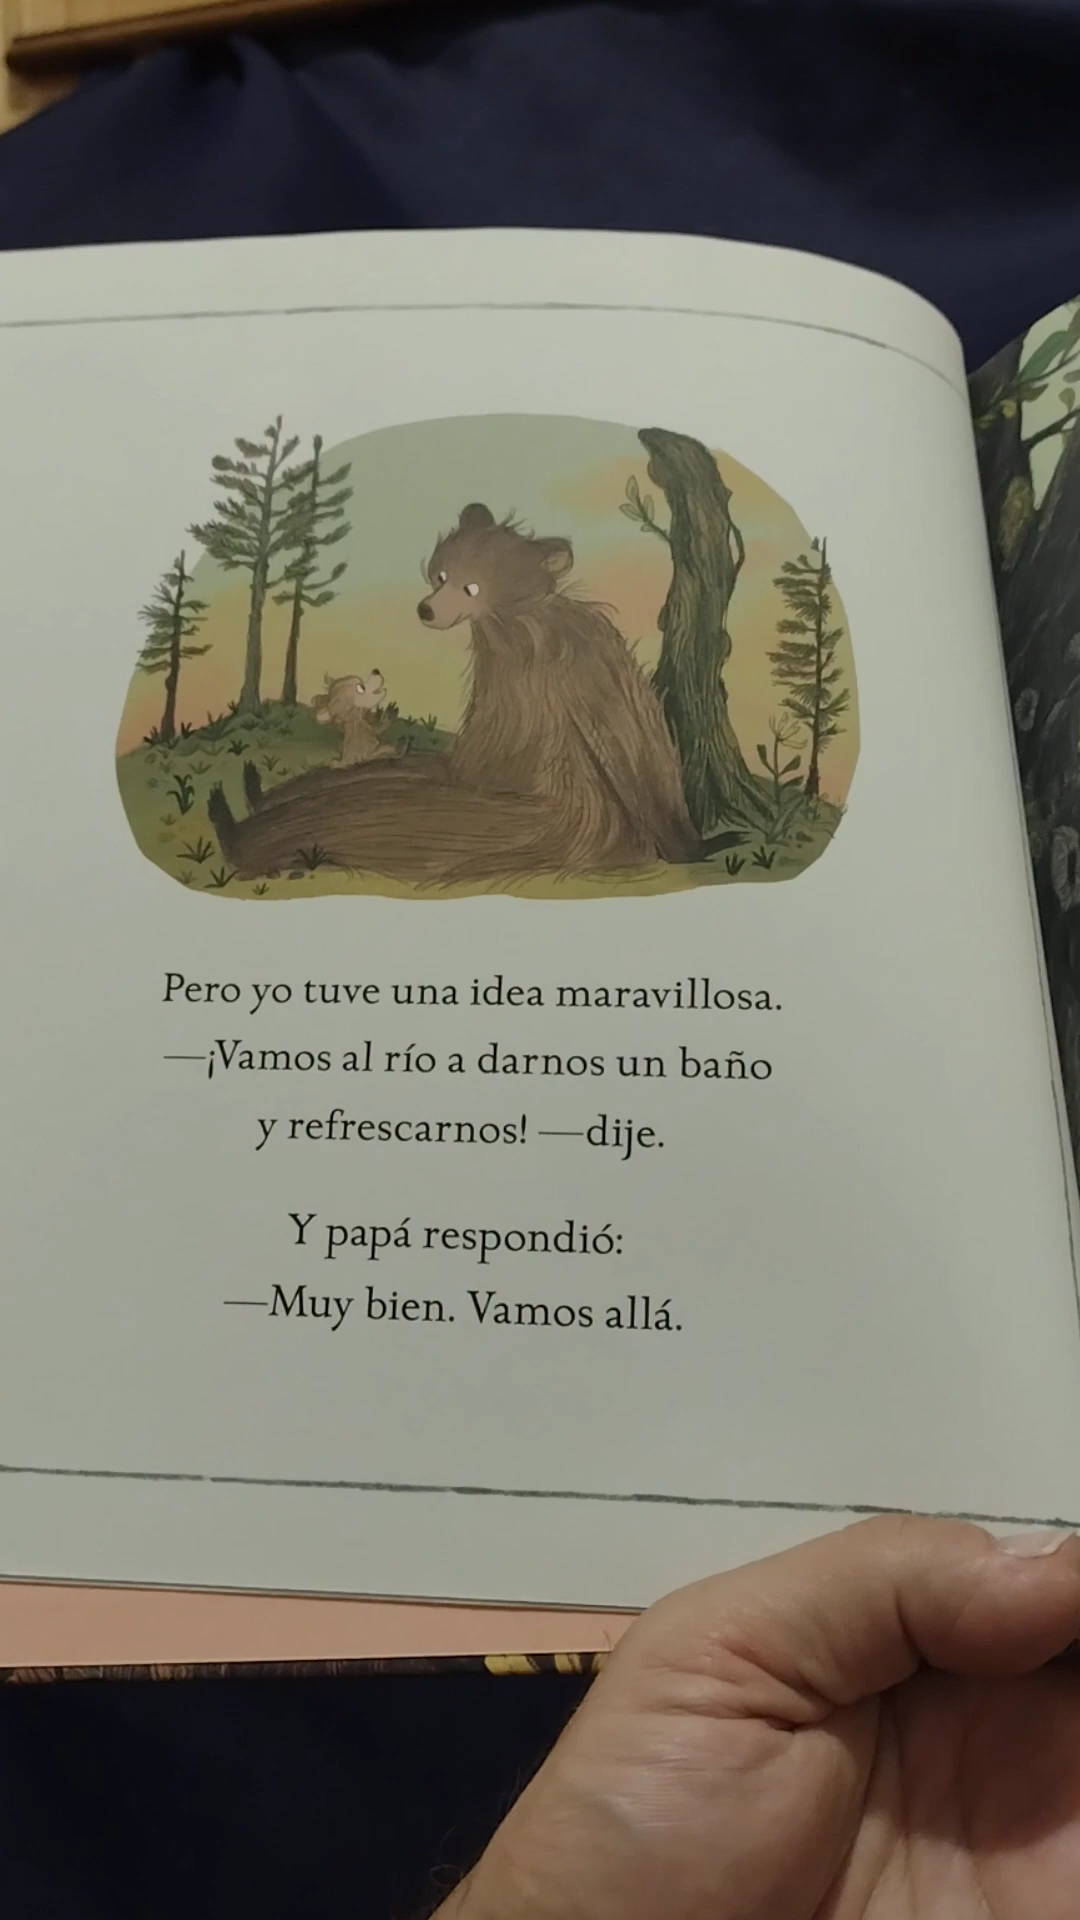 Pero yo tuve una idea maravillosa.
—¡Vamos al río a darnos un baño
y refrescarnos! —dije.
Y papá respondió:
—Muy bien. Vamos allá.